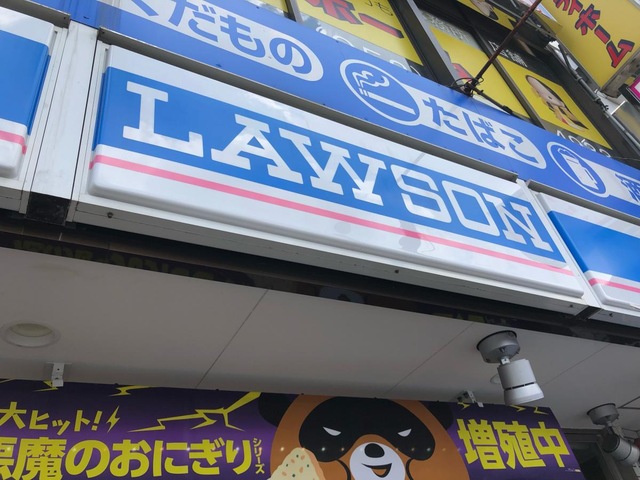 くだもの
たばこ
LAWSON
大ヒット!
悪魔のおにぎり
シリーズ
増殖中